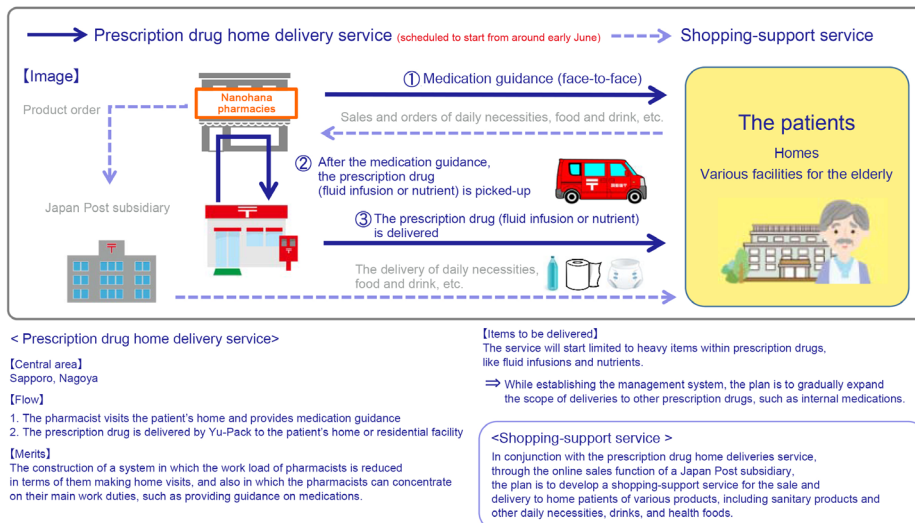 Prescription drug home delivery service (scheduled to start from around early June)
Shopping-support service
【Image】
Nanohana
pharmacies
Product order
① Medication guidance (face-to-face)
Sales and orders of daily necessities, food and drink, etc.
② After the medication guidance,
the prescription drug
(fluid infusion or nutrient) is picked-up
〒 POST
Japan Post subsidiary
〒
〒
〒
③ The prescription drug (fluid infusion or nutrient)
is delivered
The delivery of daily necessities,
food and drink, etc.
The patients
Homes
Various facilities for the elderly
< Prescription drug home delivery service>
【Central area】
Sapporo, Nagoya
【Flow】
1. The pharmacist visits the patient's home and provides medication guidance
2. The prescription drug is delivered by Yu-Pack to the patient's home or residential facility
【Merits】
The construction of a system in which the work load of pharmacists is reduced
in terms of them making home visits, and also in which the pharmacists can concentrate
on their main work duties, such as providing guidance on medications.
【Items to be delivered】
The service will start limited to heavy items within prescription drugs,
like fluid infusions and nutrients.
⇒ While establishing the management system, the plan is to gradually expand
the scope of deliveries to other prescription drugs, such as internal medications.
<Shopping-support service >
In conjunction with the prescription drug home deliveries service,
through the online sales function of a Japan Post subsidiary,
the plan is to develop a shopping-support service for the sale and
delivery to home patients of various products, including sanitary products and
other daily necessities, drinks, and health foods.